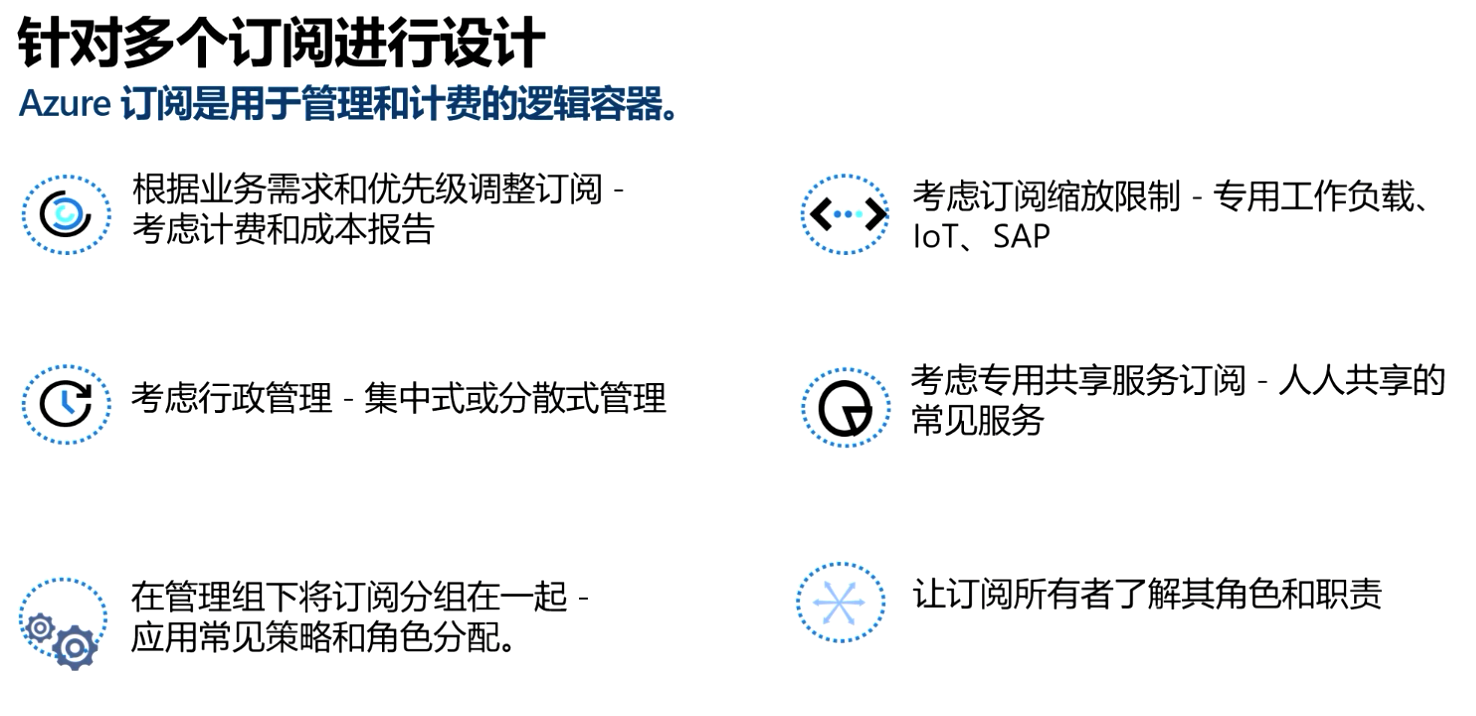 针对多个订阅进行设计
Azure 订阅是用于管理和计费的逻辑容器。
根据业务需求和优先级调整订阅 -
考虑计费和成本报告
考虑订阅缩放限制 - 专用工作负载、
IoT、SAP
考虑行政管理 - 集中式或分散式管理
考虑专用共享服务订阅 - 人人共享的
常见服务
在管理组下将订阅分组在一起 -
应用常见策略和角色分配。
让订阅所有者了解其角色和职责